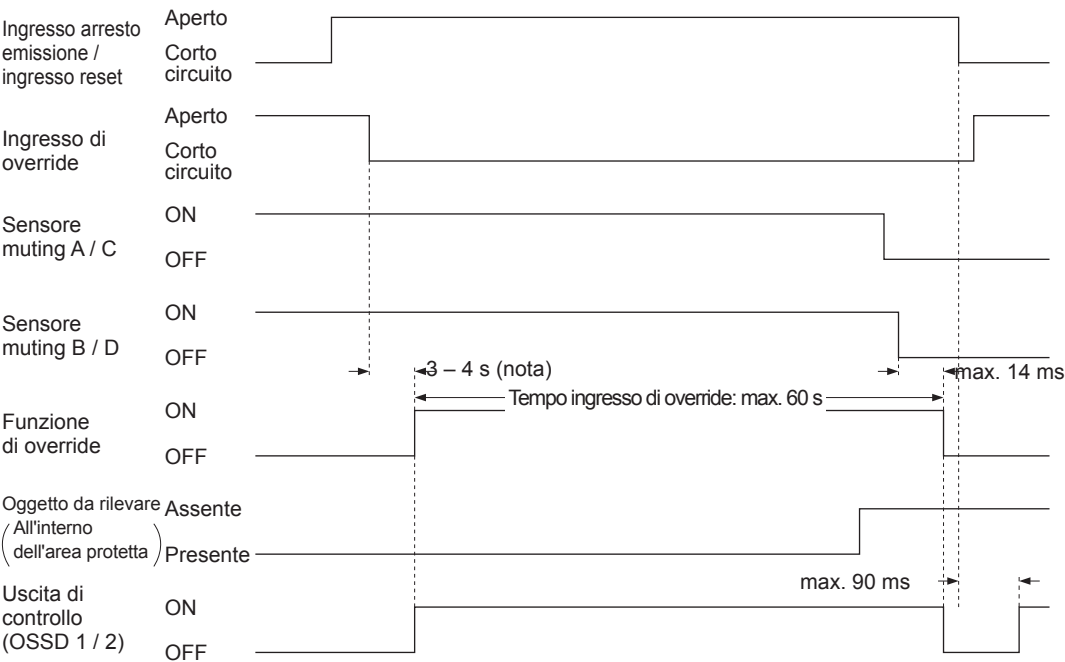 Ingresso arresto
emissione /
ingresso reset
Aperto
Corto
circuito
Ingresso di
override
Aperto
Corto
circuito
Sensore
muting A / C
ON
OFF
Sensore
muting B / D
ON
OFF
3 – 4 s (nota)
max. 14 ms
Tempo ingresso di override: max. 60 s
Funzione
di override
ON
OFF
Oggetto da rilevare
(All'interno
dell'area protetta)
Assente
Presente
max. 90 ms
Uscita di
controllo
(OSSD 1 / 2)
ON
OFF